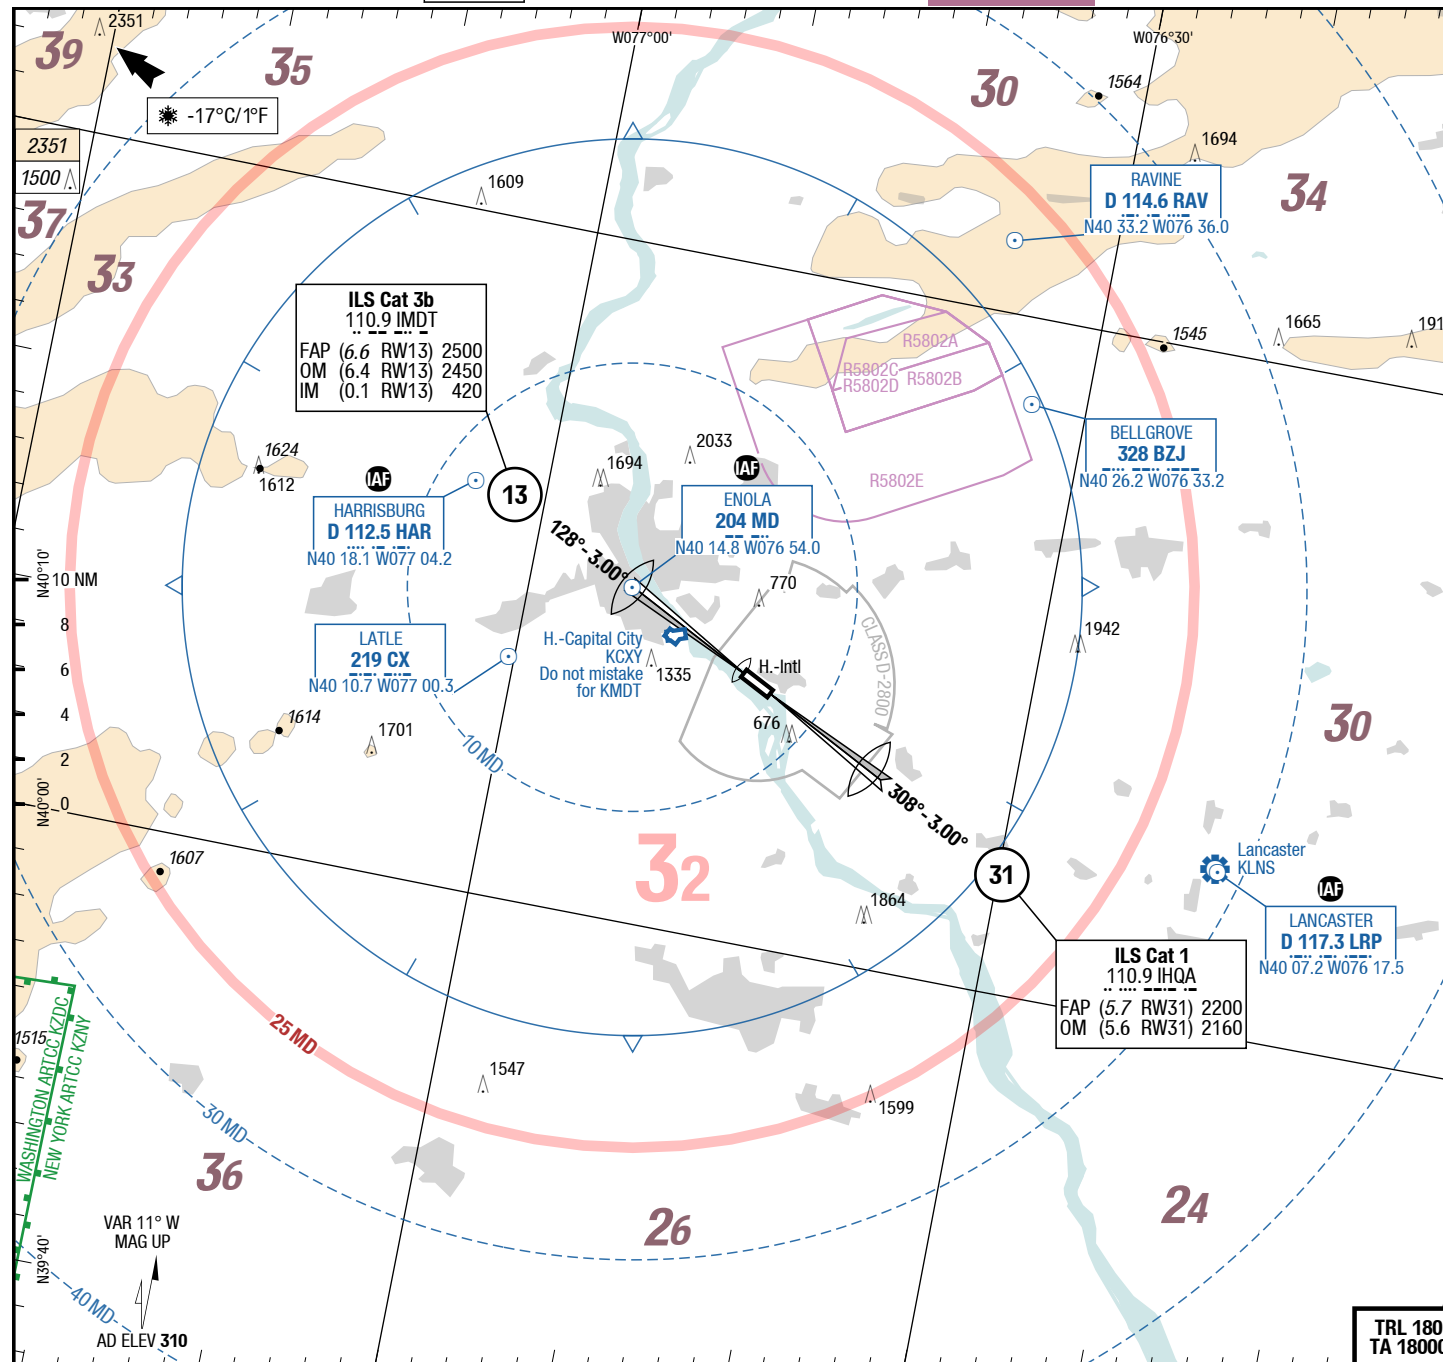 2351
W077°00'
W076°30'
39
35
30
1564
-17°C/1°F
2351
1500
1694
1609
RAVINE
D 114.6 RAV
N40 33.2 W076 36.0
34
37
33
ILS Cat 3b
110.9 IMDT
FAP (6.6 RW13) 2500
OM (6.4 RW13) 2450
IM (0.1 RW13) 420
R5802A
R5802C
R5802D
R5802B
R5802E
1545
1665
191
BELLGROVE
328 BZJ
N40 26.2 W076 33.2
1624
1612
IAF
HARRISBURG
D 112.5 HAR
N40 18.1 W077 04.2
13
1694
2033
IAF
ENOLA
204 MD
N40 14.8 W076 54.0
128°-3.00°
N40°10'
10 NM
8
6
4
2
0
N40°00'
770
LATLE
219 CX
N40 10.7 W077 00.3
H.-Capital City
KCXY
Do not mistake
for KMDT
1335
H.-Intl
CLASS D-2800
1942
676
1614
1701
10 MD
30
308°-3.00°
32
1607
31
1864
Lancaster
KLNS
IAF
LANCASTER
D 117.3 LRP
N40 07.2 W076 17.5
ILS Cat 1
110.9 IHQA
FAP (5.7 RW31) 2200
OM (5.6 RW31) 2160
WASHINGTON ARTCC KZDC
NEW YORK ARTCC KZNY
1515
25 MD
1547
1599
30 MD
36
26
24
VAR 11° W
MAG UP
N39°40'
40 MD
AD ELEV 310
TRL 180
TA 18000